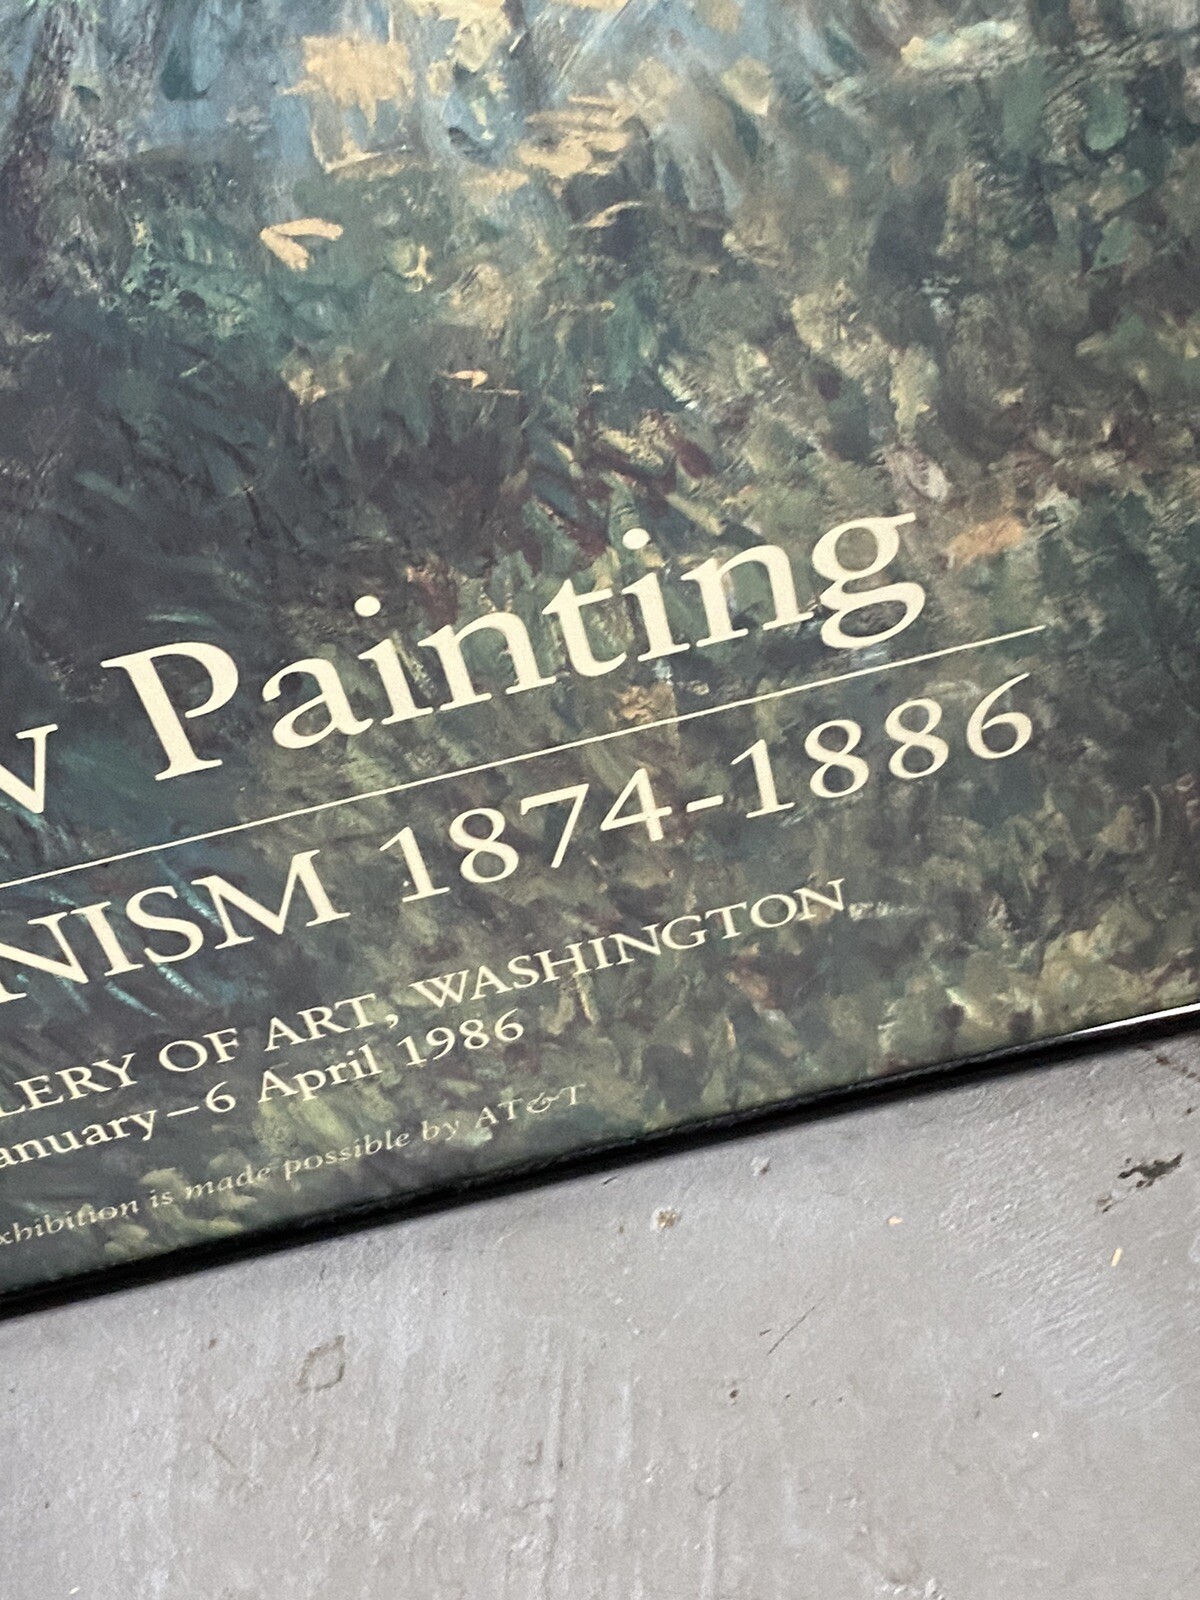 w Painting
NISM 1874-1886
LERY OF ART, WASHINGTON
anuary–6 April 1986
xhibition is made possible by AT&T